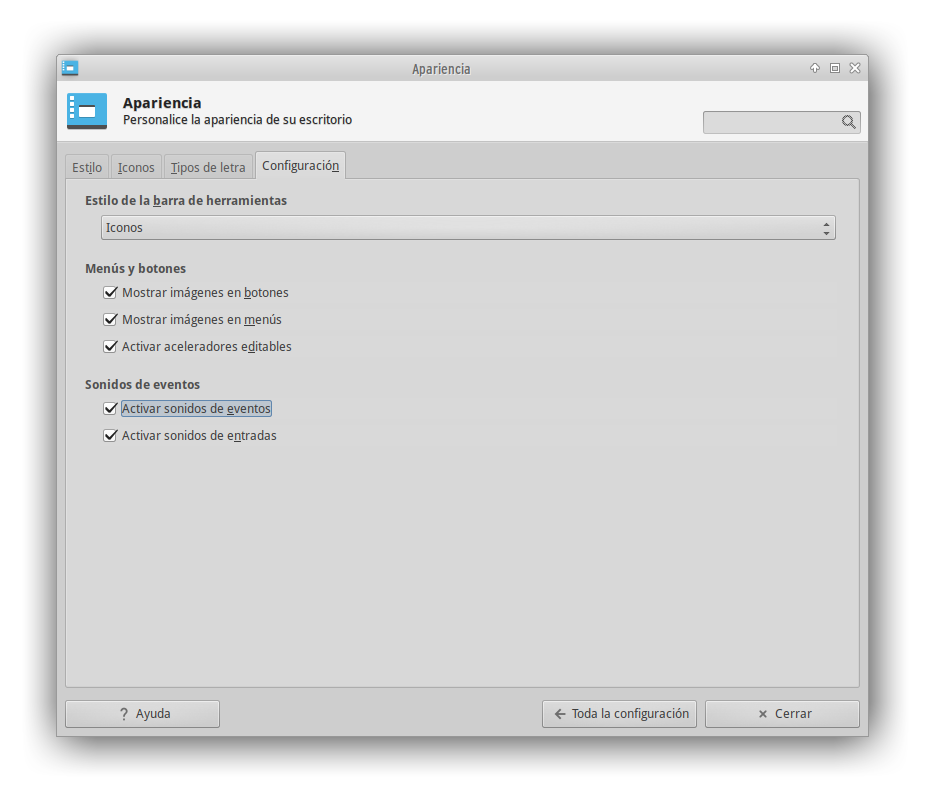 Apariencia
Apariencia
Personalice la apariencia de su escritorio
Estilo Iconos Tipos de letra Configuración
Estilo de la barra de herramientas
Iconos
Menús y botones
Mostrar imágenes en botones
Mostrar imágenes en menús
Activar aceleradores editables
Sonidos de eventos
Activar sonidos de eventos
Activar sonidos de entradas
? Ayuda Toda la configuración Cerrar